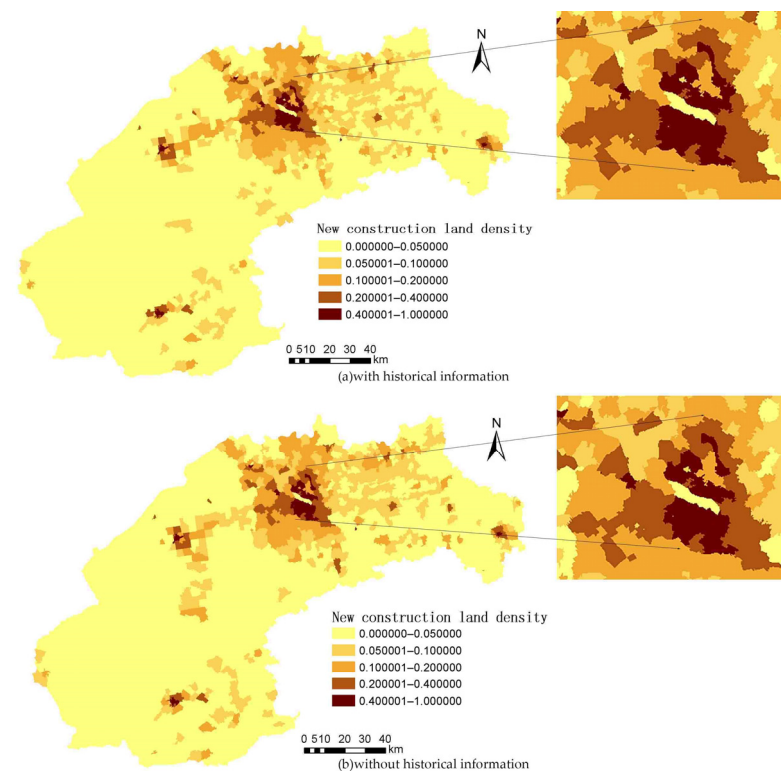 N
New construction land density
0.000000–0.050000
0.050001–0.100000
0.100001–0.200000
0.200001–0.400000
0.400001–1.000000
0 510 20 30 40
km
(a)with historical information
N
New construction land density
0.000000–0.050000
0.050001–0.100000
0.100001–0.200000
0.200001–0.400000
0.400001–1.000000
0 510 20 30 40
km
(b)without historical information